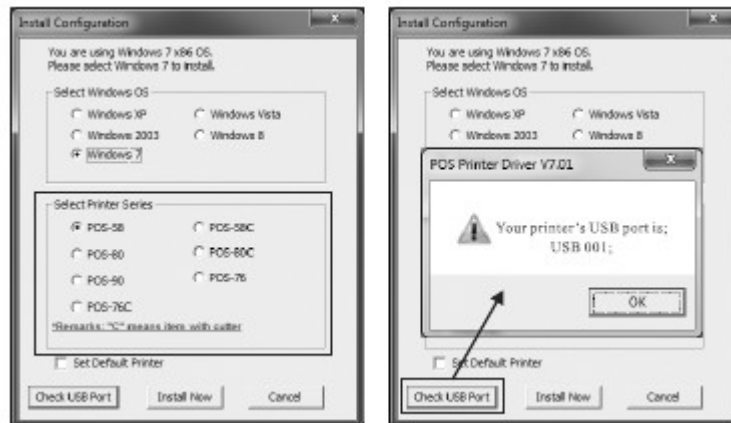 Install Configuration
You are using Windows 7 x86 OS.
Please select Windows 7 to install.
Select Windows OS
Windows XP
Windows Vista
Windows 2003
Windows 8
Windows 7
Select Printer Series
POS-58
POS-58C
POS-80
POS-80C
POS-90
POS-76
POS-76C
*Remarks: "C" means item with cutter
Set Default Printer
Check USB Port
Install Now
Cancel
Install Configuration
You are using Windows 7 x86 OS.
Please select Windows 7 to install.
Select Windows OS
Windows XP
Windows Vista
Windows 2003
Windows 8
POS Printer Driver V7.01
Your printer's USB port is;
USB 001;
OK
Set Default Printer
Check USB Port
Install Now
Cancel